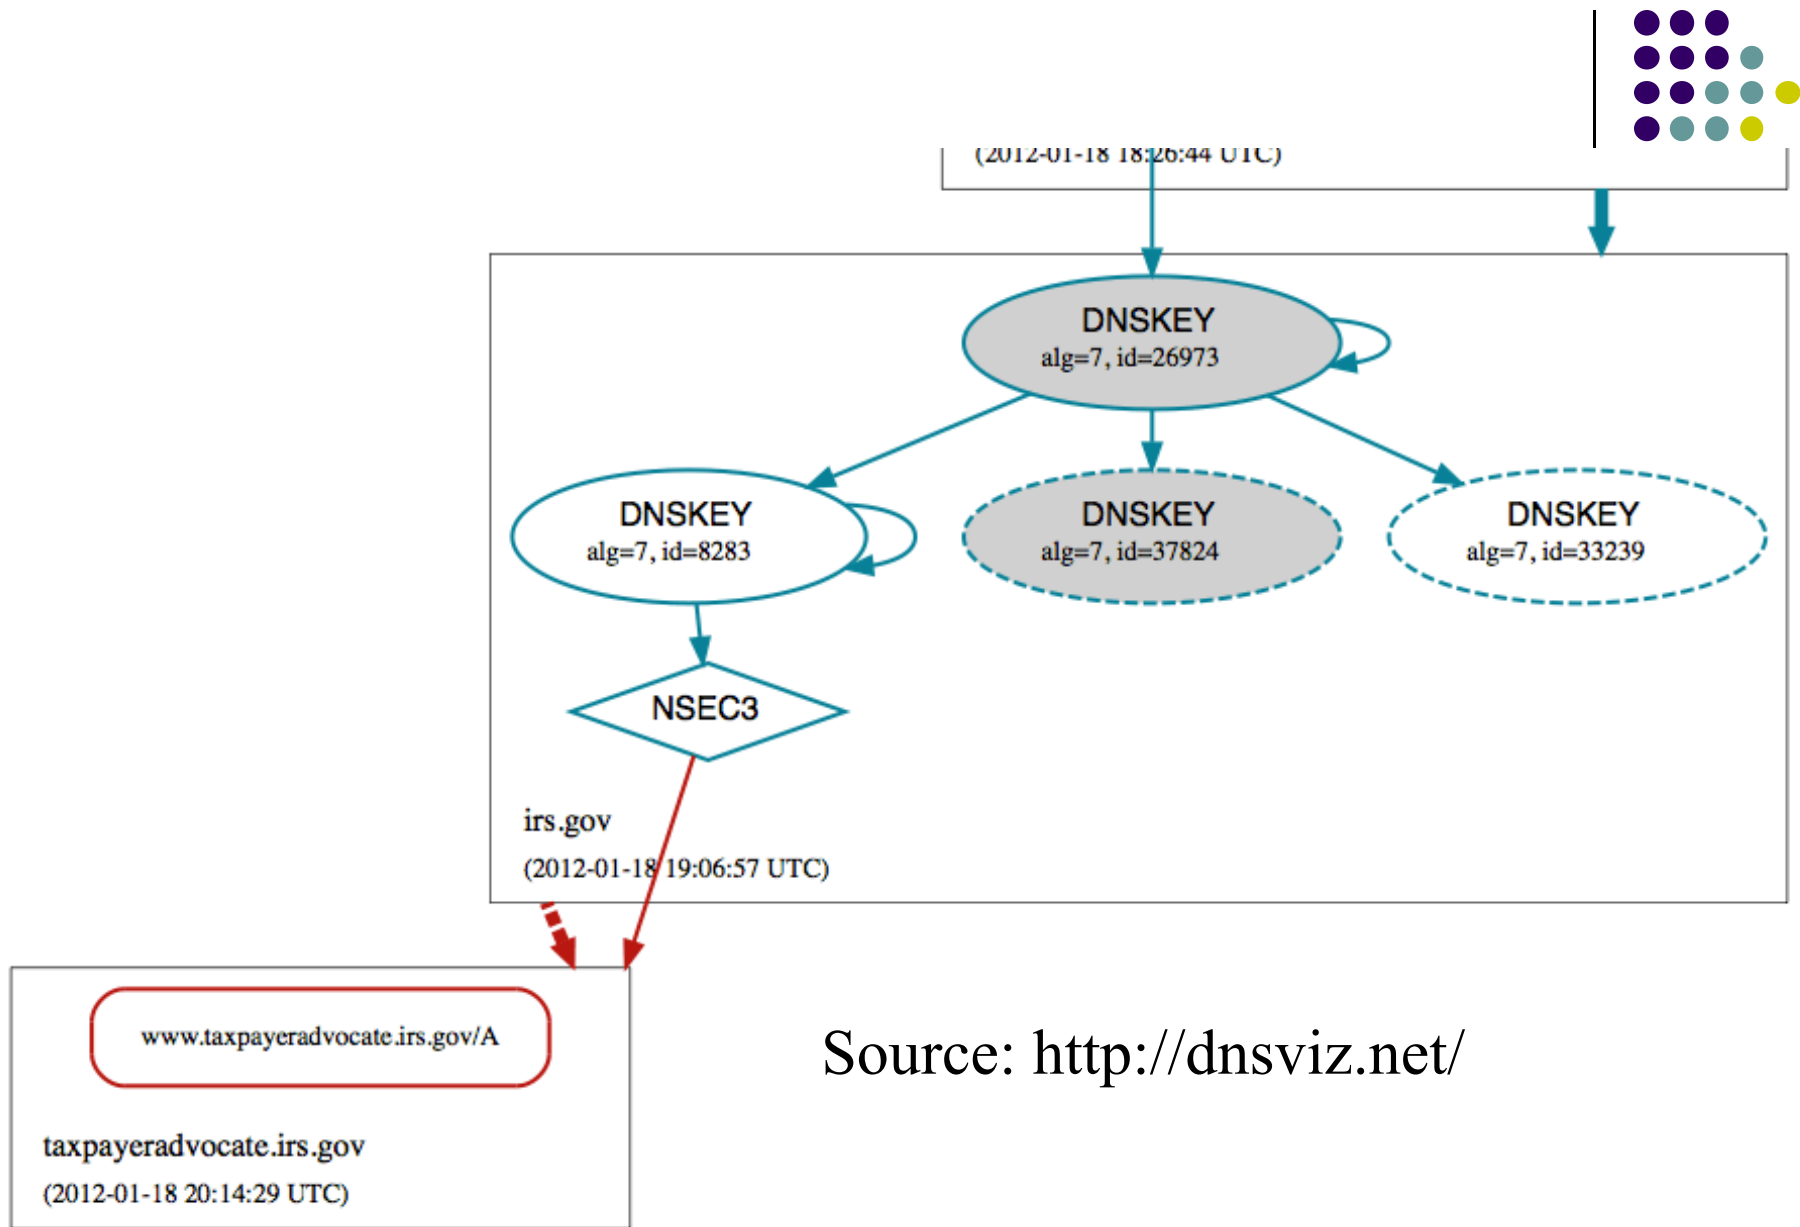 (2012-01-18 18:26:44 UTC)
DNSKEY
alg=7, id=26973
DNSKEY
alg=7, id=8283
DNSKEY
alg=7, id=37824
DNSKEY
alg=7, id=33239
NSEC3
irs.gov
(2012-01-18 19:06:57 UTC)
www.taxpayeradvocate.irs.gov/A
taxpayeradvocate.irs.gov
(2012-01-18 20:14:29 UTC)
Source: http://dnsviz.net/